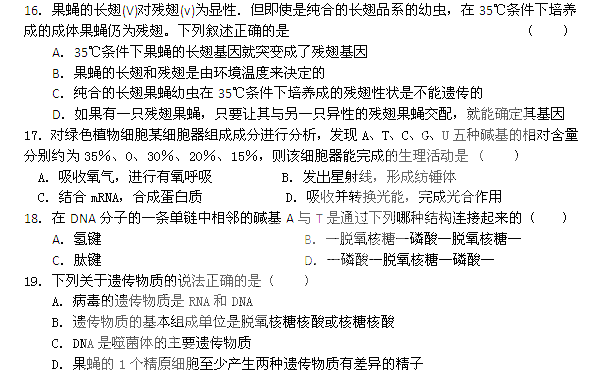 16. 果蝇的长翅(V)对残翅(v)为显性．但即使是纯合的长翅品系的幼虫，在 35℃条件下培养
成的成体果蝇仍为残翅。下列叙述正确的是 （ ）
A. 35℃条件下果蝇的长翅基因就突变成了残翅基因
B. 果蝇的长翅和残翅是由环境温度来决定的
C. 纯合的长翅果蝇幼虫在 35℃条件下培养成的残翅性状是不能遗传的
D. 如果有一只残翅果蝇，只要让其与另一只异性的残翅果蝇交配，就能确定其基因
17. 对绿色植物细胞某细胞器组成成分进行分析，发现 A、T、C、G、U 五种碱基的相对含量
分别约为 35％、0、30％、20％、15％，则该细胞器能完成的生理活动是 （ ）
A. 吸收氧气，进行有氧呼吸 B. 发出星射线，形成纺锤体
C. 结合 mRNA，合成蛋白质 D. 吸收并转换光能，完成光合作用
18. 在 DNA 分子的一条单链中相邻的碱基 A 与 T 是通过下列哪种结构连接起来的（ ）
A. 氢键 B. 一脱氧核糖一磷酸一脱氧核糖一
C. 肽键 D. 一磷酸一脱氧核糖一磷酸一
19. 下列关于遗传物质的说法正确的是（ ）
A. 病毒的遗传物质是 RNA 和 DNA
B. 遗传物质的基本组成单位是脱氧核糖核酸或核糖核酸
C. DNA 是噬菌体的主要遗传物质
D. 果蝇的 1 个精原细胞至少产生两种遗传物质有差异的精子